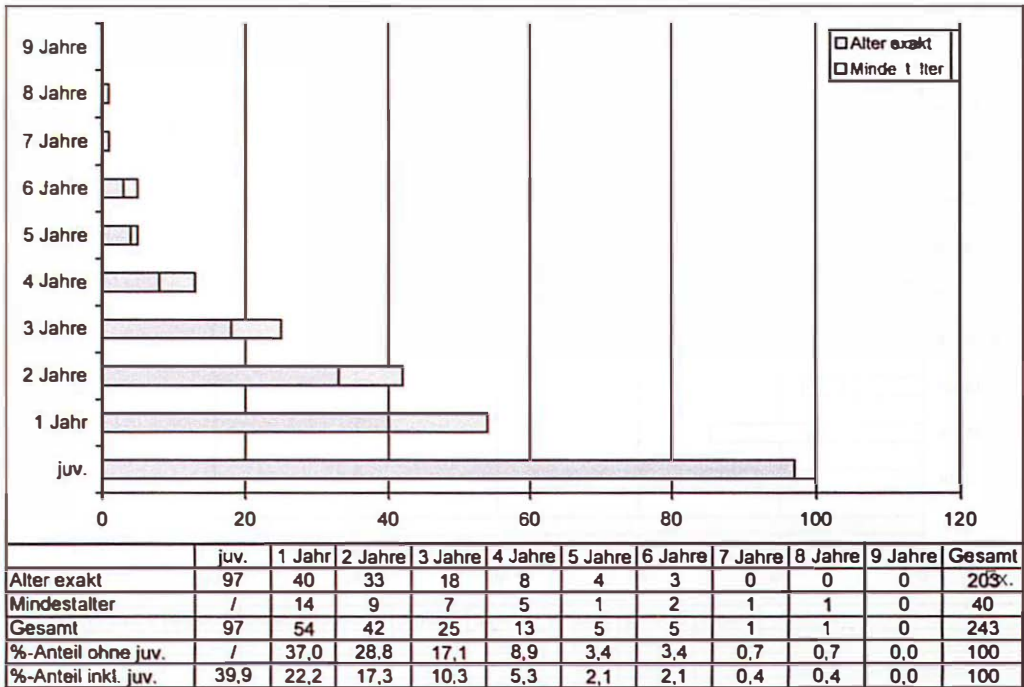 9 Jahre
8 Jahre
7 Jahre
6 Jahre
5 Jahre
4 Jahre
3 Jahre
2 Jahre
1 Jahr
juv.
Alter exakt
0 20 40 60 80 100 120
juv. 1 Jahr 2 Jahre 3 Jahre 4 Jahre 5 Jahre 6 Jahre 7 Jahre 8 Jahre 9 Jahre Gesamt
Alter exakt 97 40 33 18 8 4 3 0 0 0 203 Ex.
Mindestalter / 14 9 7 5 1 2 1 1 0 40
Gesamt 97 54 42 25 13 5 5 1 1 0 243
%-Anteil ohne juv. / 37,0 28,8 17,1 8,9 3,4 3,4 0,7 0,7 0,0 100
%-Anteil inkl. juv. 39,9 22,2 17,3 10,3 5,3 2,1 2,1 0,4 0,4 0,0 100